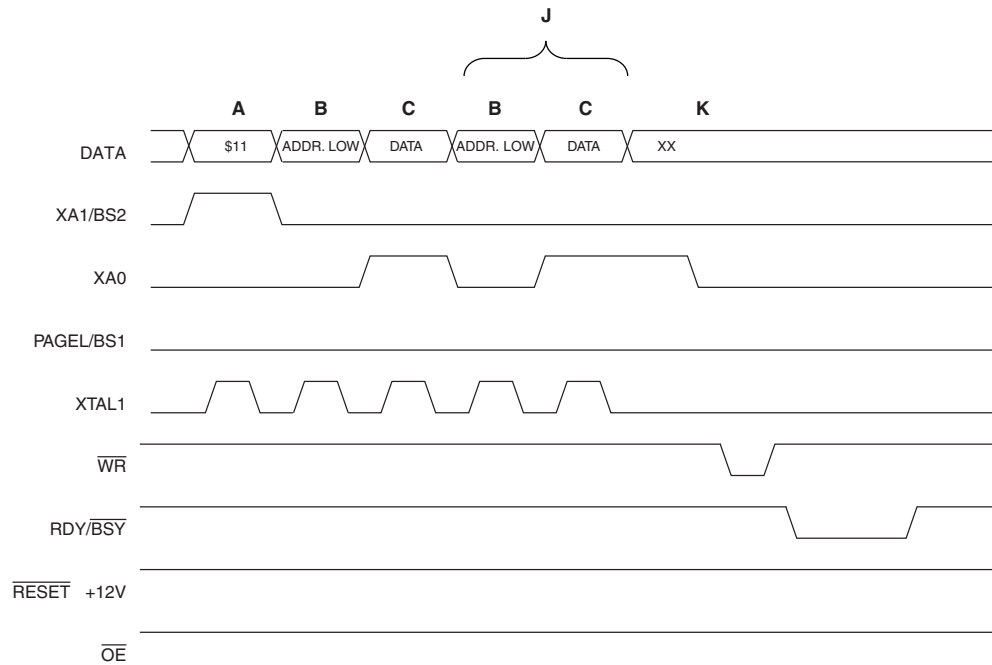 J
A B C B C K
DATA $11 ADDR. LOW DATA ADDR. LOW DATA XX
XA1/BS2
XA0
PAGEL/BS1
XTAL1
WR
RDY/BSY
RESET +12V
OE